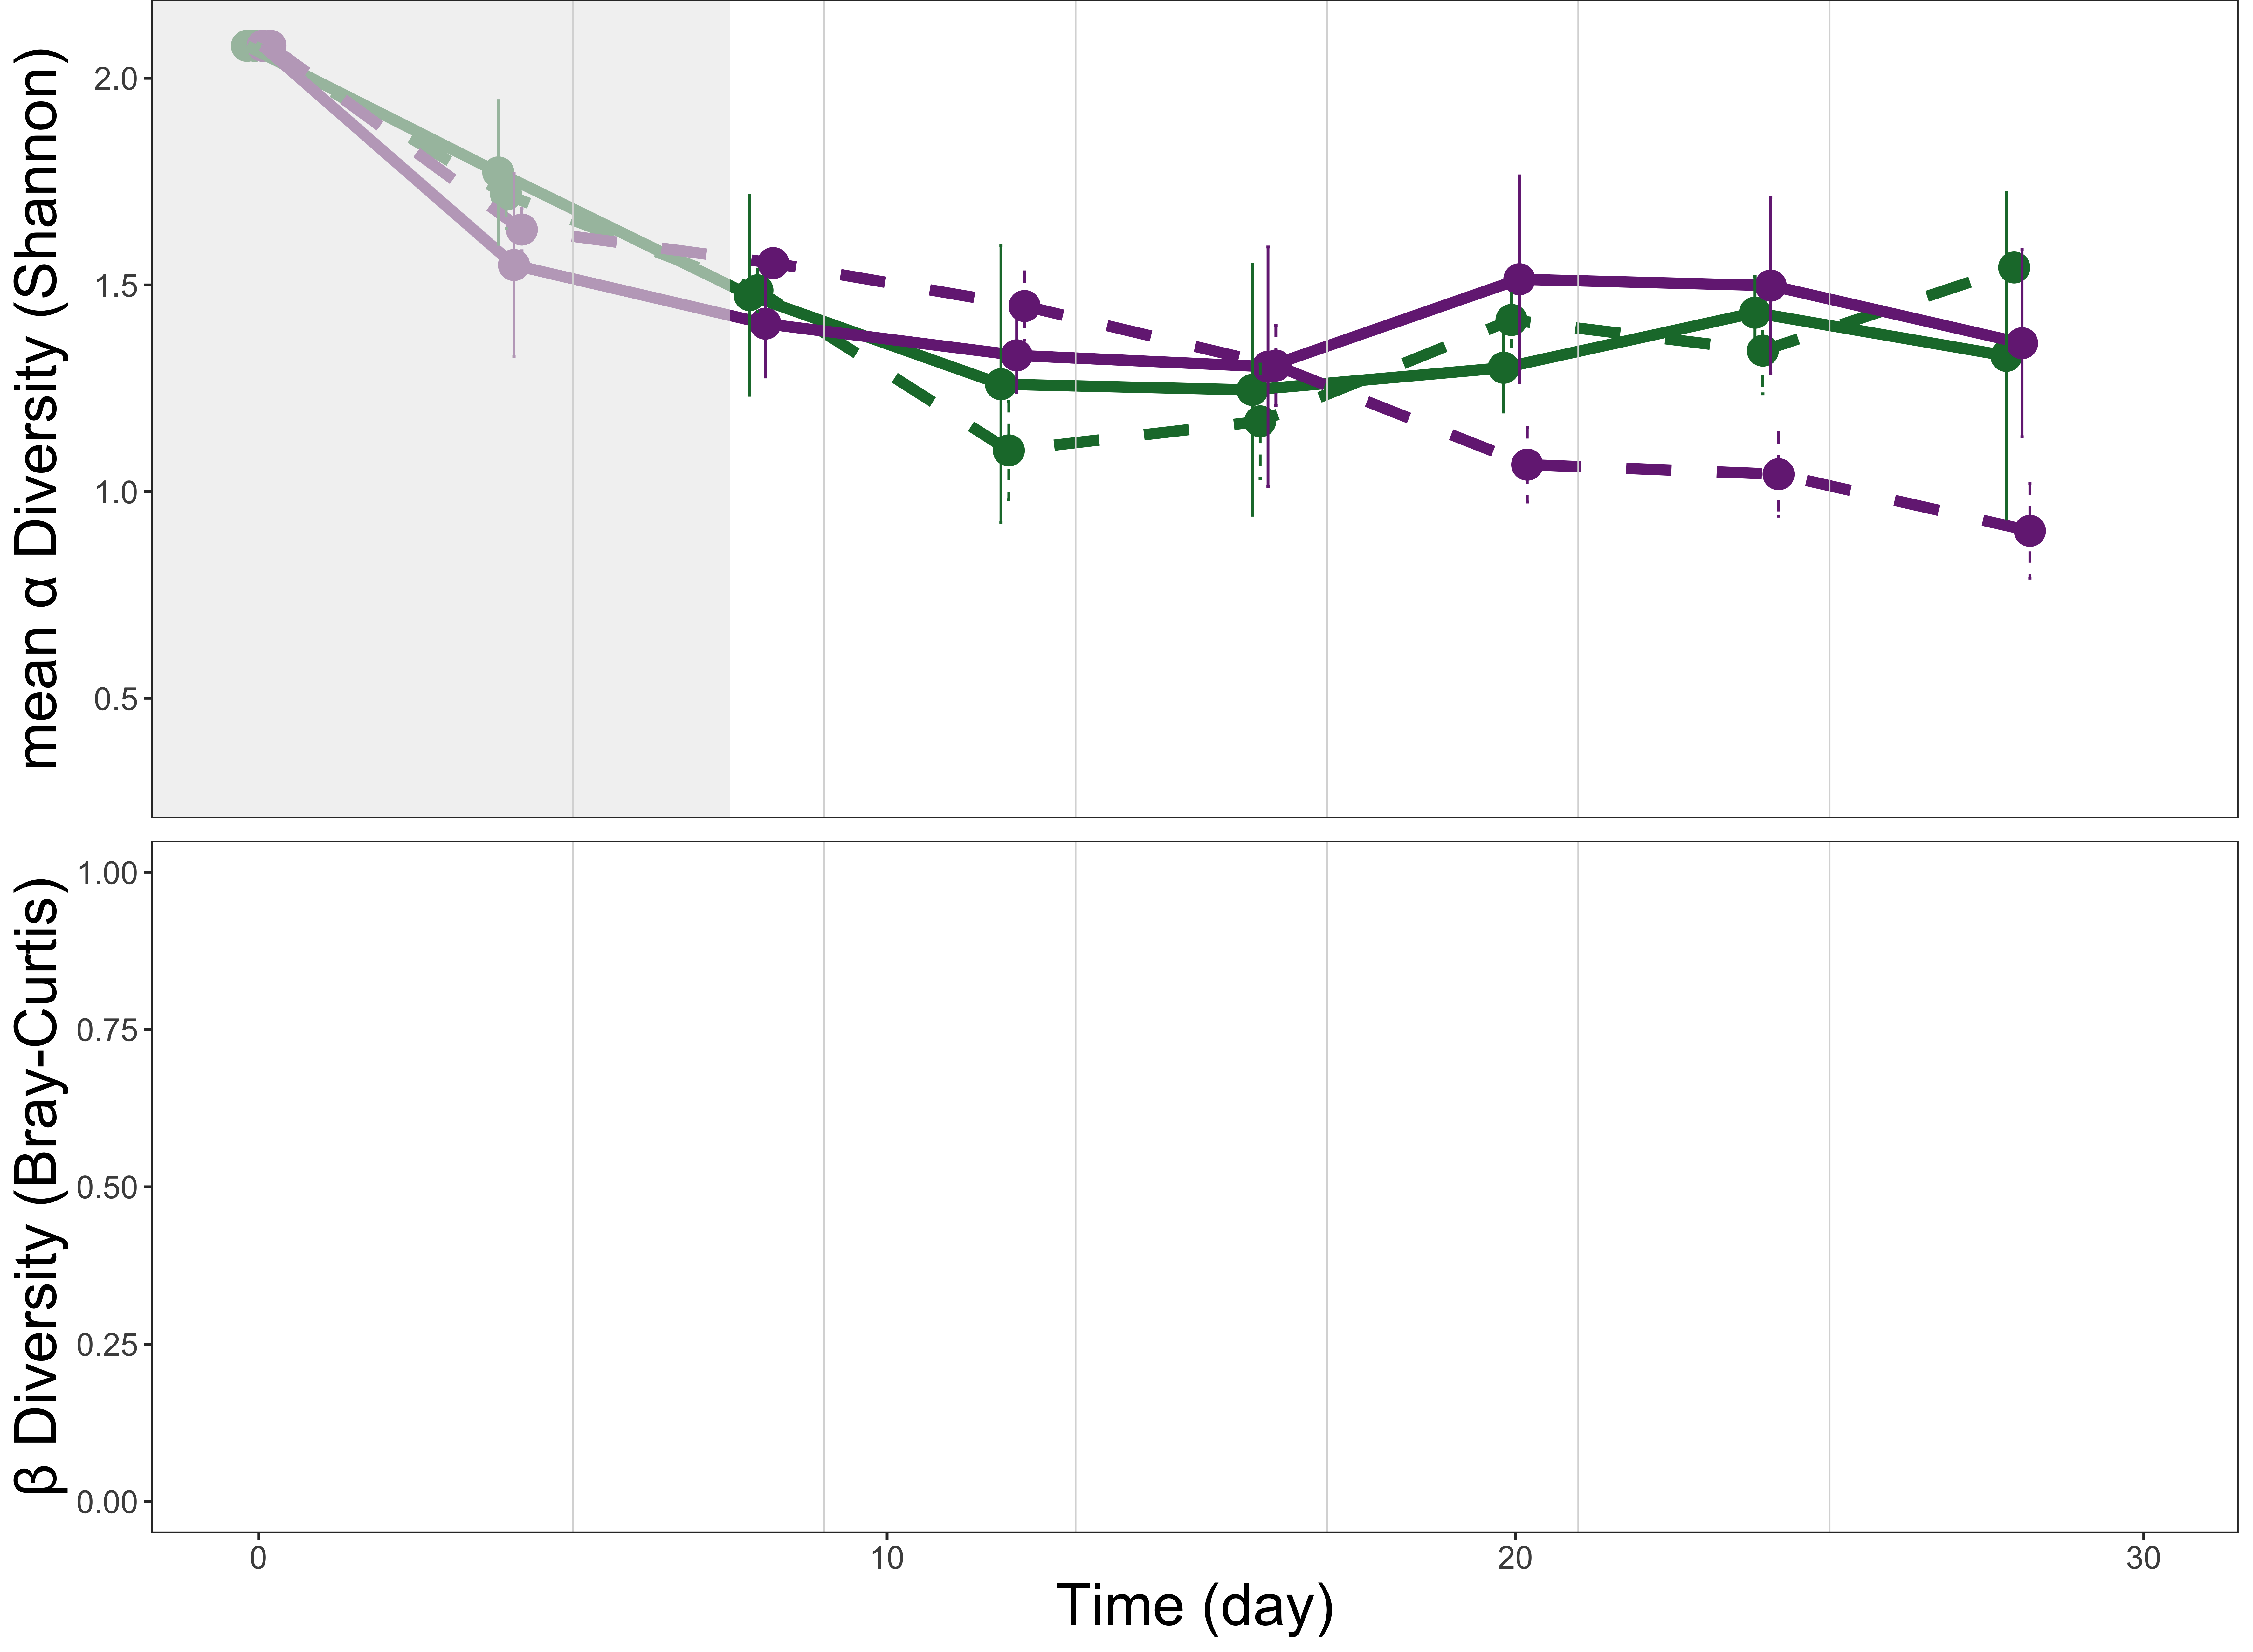 mean α Diversity (Shannon)
2.0
1.5
1.0
0.5
β Diversity (Bray-Curtis)
1.00
0.75
0.50
0.25
0.00
0 10 20 30
Time (day)